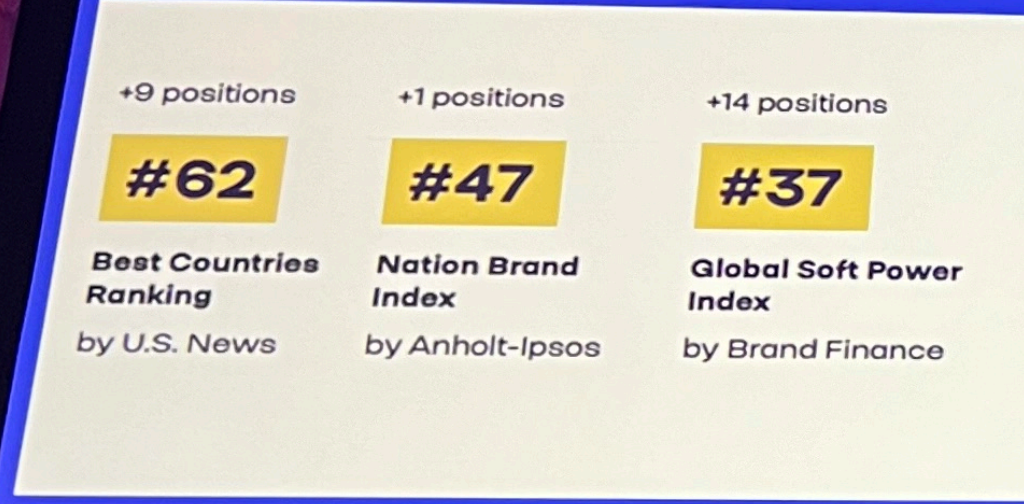 +9 positions
#62
Best Countries
Ranking
by U.S. News
+1 positions
#47
Nation Brand
Index
by Anholt-Ipsos
+14 positions
#37
Global Soft Power
Index
by Brand Finance